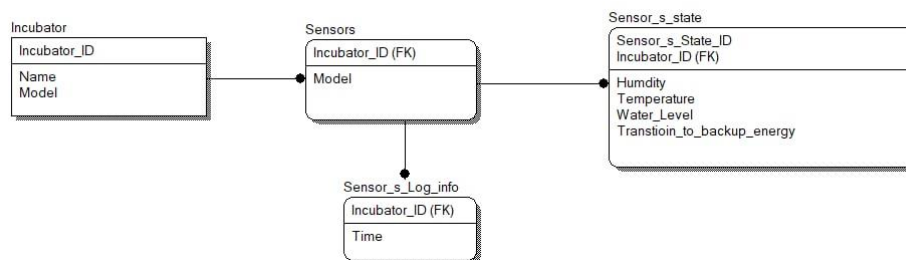 Incubator
Incubator_ID
Name
Model
Sensors
Incubator_ID (FK)
Model
Sensor_s_state
Sensor_s_State_ID
Incubator_ID (FK)
Humdity
Temperature
Water_Level
Transtioin_to_backup_energy
Sensor_s_Log_info
Incubator_ID (FK)
Time